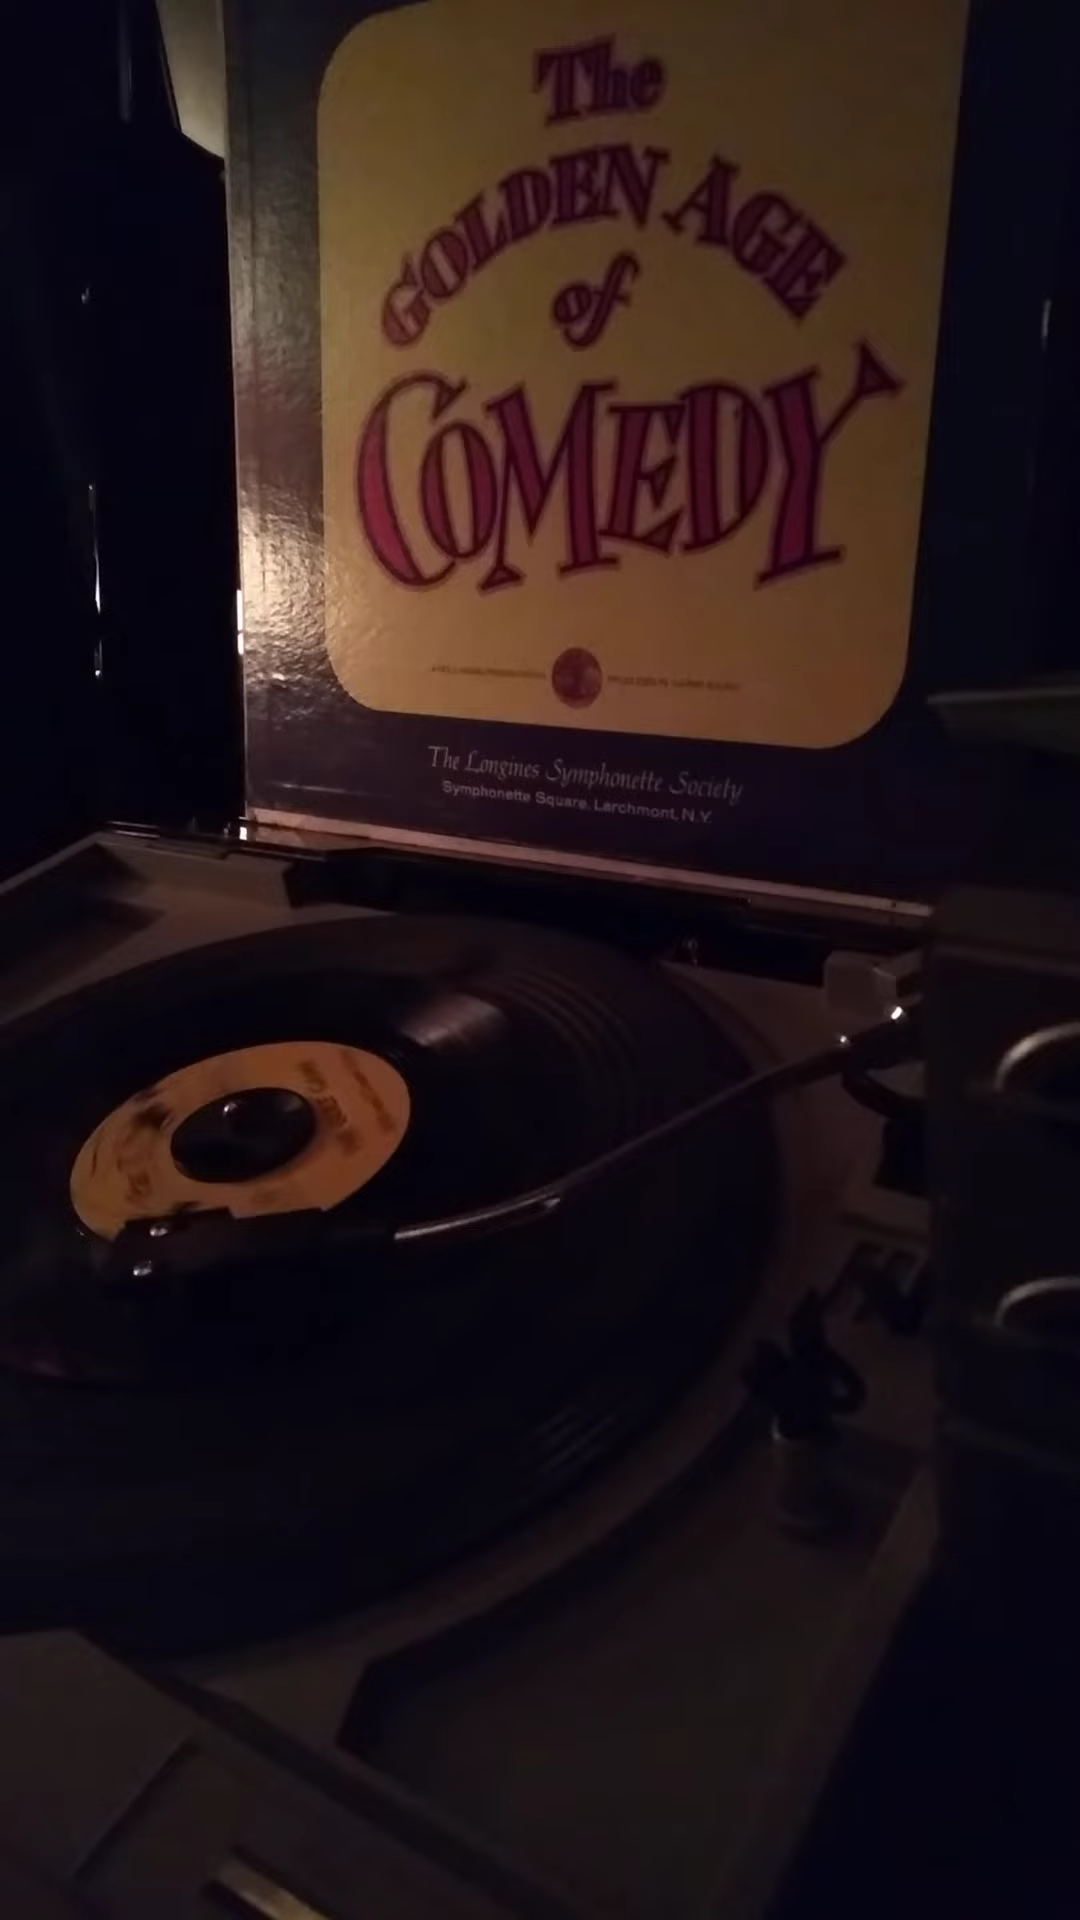 The
GOLDEN AGE
of
COMEDY
The Longines Symphonette Society
Symphonette Square, Larchmont, N.Y.